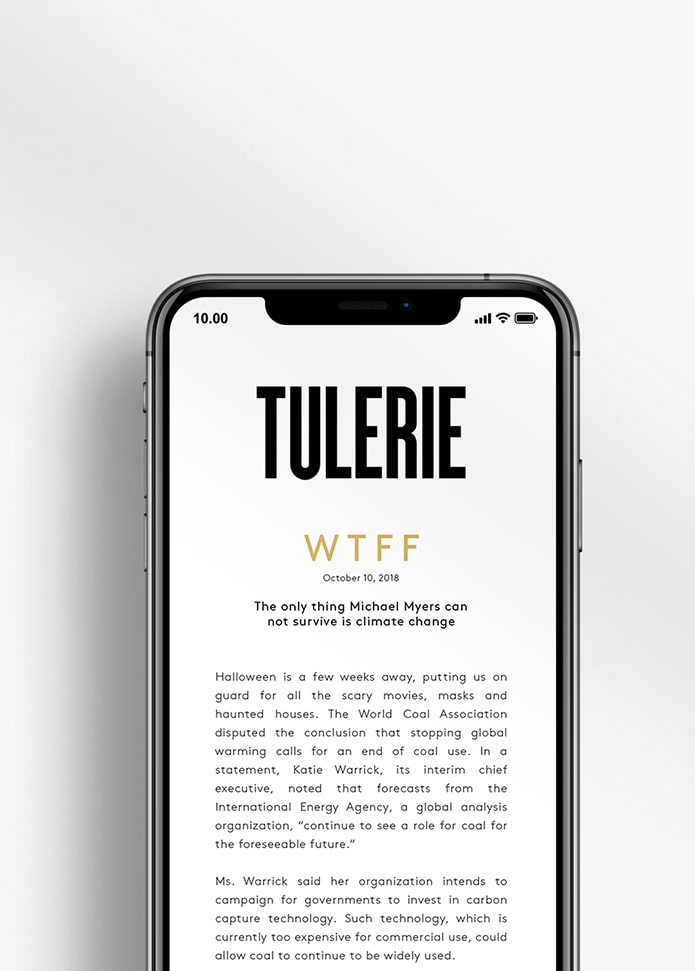 10.00
TULERIE
WTFF
October 10, 2018
The only thing Michael Myers can
not survive is climate change
Halloween is a few weeks away, putting us on
guard for all the scary movies, masks and
haunted houses. The World Coal Association
disputed the conclusion that stopping global
warming calls for an end of coal use. In a
statement, Katie Warrick, its interim chief
executive, noted that forecasts from the
International Energy Agency, a global analysis
organization, “continue to see a role for coal for
the foreseeable future.”
Ms. Warrick said her organization intends to
campaign for governments to invest in carbon
capture technology. Such technology, which is
currently too expensive for commercial use, could
allow coal to continue to be widely used.